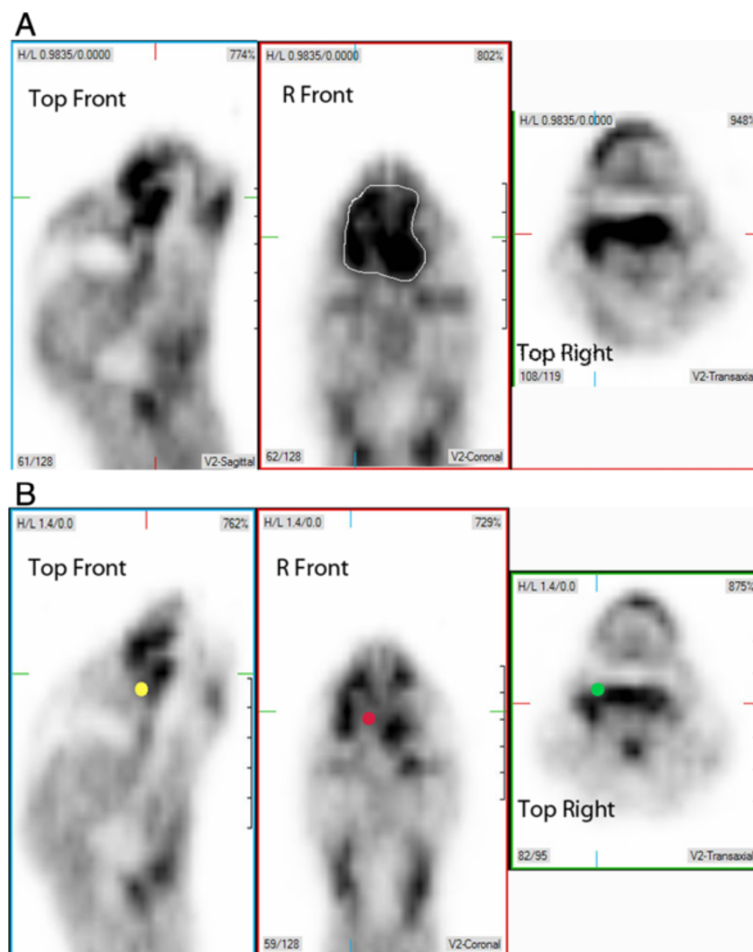 A
H/L 0.9835/0.0000 774%
Top Front
61/128 V2-Sagittal
H/L 0.9835/0.0000 802%
R Front
62/128 V2-Coronal
H/L 0.9835/0.0000 948%
Top Right
108/119 V2-Transaxial
B
H/L 1.4/0.0 762%
Top Front
H/L 1.4/0.0 729%
R Front
59/128 V2-Coronal
H/L 1.4/0.0 875%
Top Right
82/95 V2-Transaxial